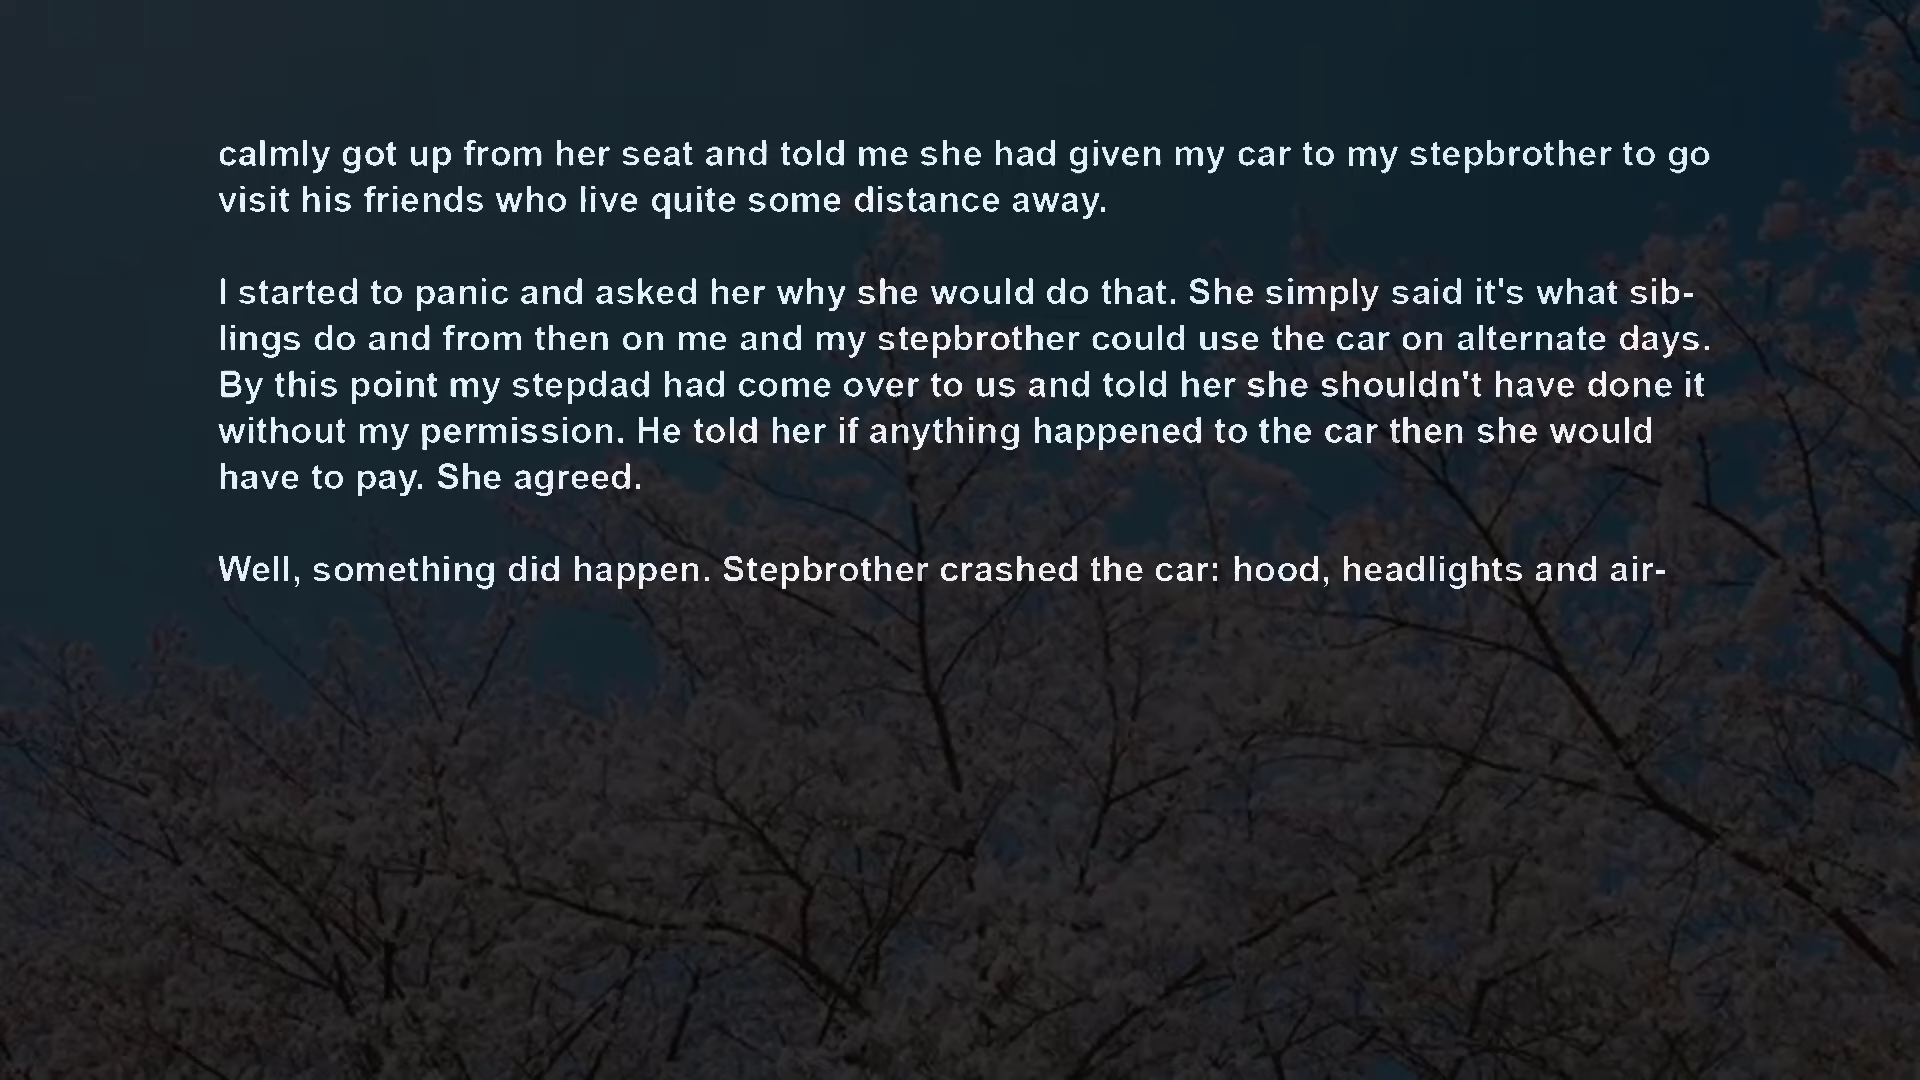 calmly got up from her seat and told me she had given my car to my stepbrother to go
visit his friends who live quite some distance away.
I started to panic and asked her why she would do that. She simply said it's what sib-
lings do and from then on me and my stepbrother could use the car on alternate days.
By this point my stepdad had come over to us and told her she shouldn't have done it
without my permission. He told her if anything happened to the car then she would
have to pay. She agreed.
Well, something did happen. Stepbrother crashed the car: hood, headlights and air-